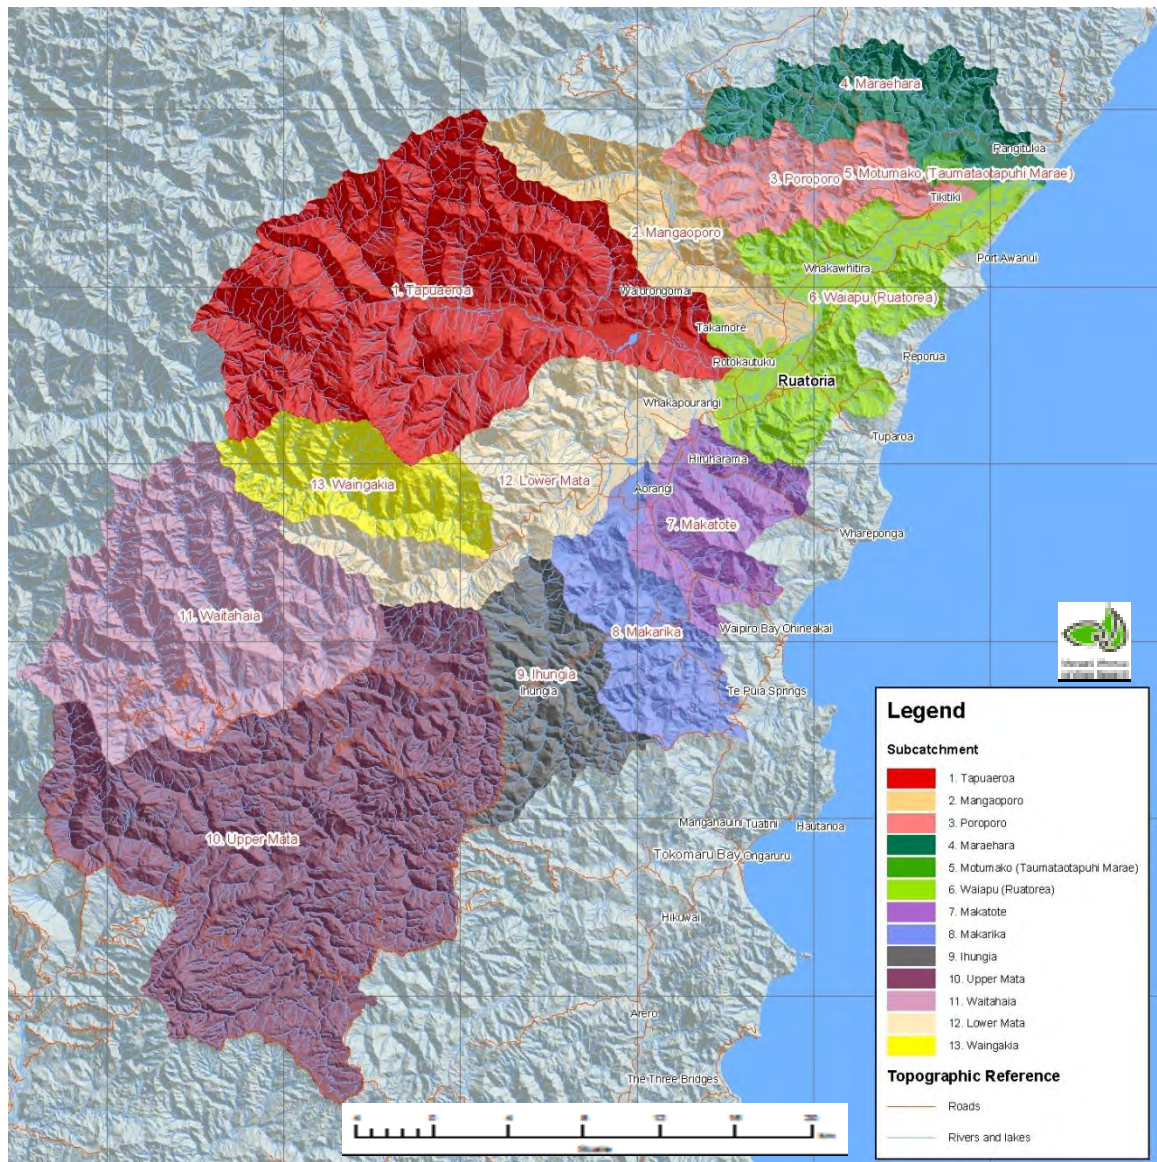 4. Maraehara
Rangitukia
3. Poroporo
5. Motumako (Taumataotapuhi Marae)
Tikitiki
2. Mangaoporo
Port Awanui
Whakawhitira
1. Tapuaeroa
6. Waiapu (Ruatorea)
Takamore
Reporua
Rotokautuku
Ruatoria
Whakapourangi
Tuparoa
Hiruharama
13. Waingakia
12. Lower Mata
Aorangi
7. Makatote
Whareponga
11. Waitahaia
8. Makarika
Waipiro Bay
Ohineakai
9. Ihungia
Ihungia
Te Puia Springs
10. Upper Mata
Mangahauini
Tuatini
Hautanoa
Tokomaru Bay
Ongaruru
Hikuwai
Arero
The Three Bridges
Legend
Subcatchment
1. Tapuaeroa
2. Mangaoporo
3. Poroporo
4. Maraehara
5. Motumako (Taumataotapuhi Marae)
6. Waiapu (Ruatorea)
7. Makatote
8. Makarika
9. Ihungia
10. Upper Mata
11. Waitahaia
12. Lower Mata
13. Waingakia
Topographic Reference
Roads
Rivers and lakes